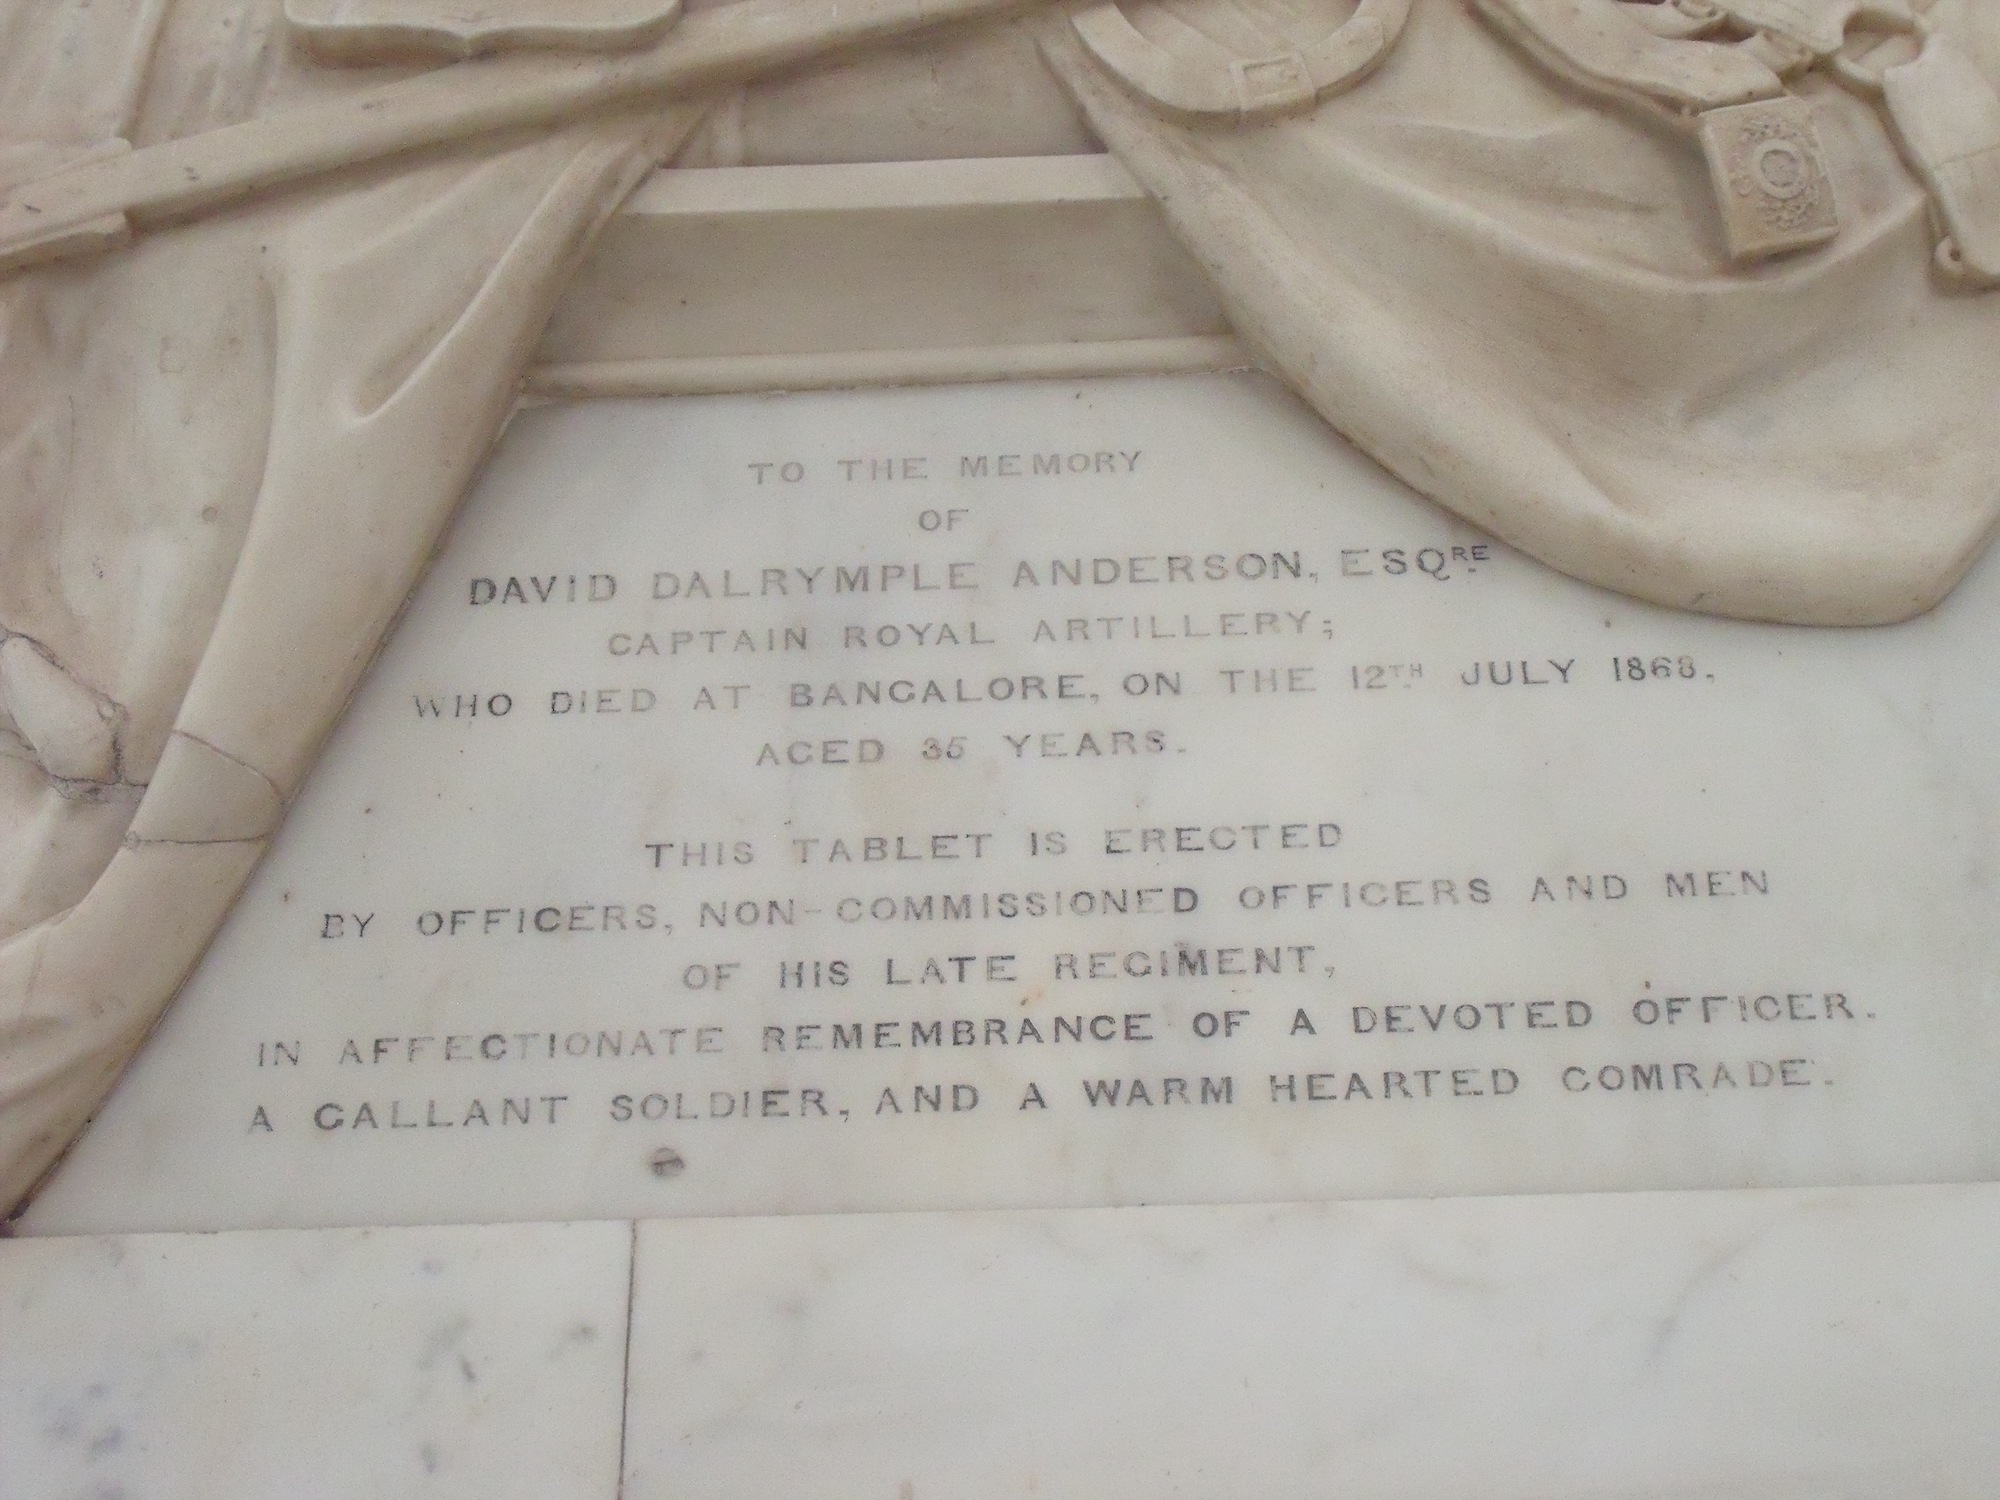 TO THE MEMORY
OF
DAVID DALRYMPLE ANDERSON, ESQRE
CAPTAIN ROYAL ARTILLERY;
WHO DIED AT BANGALORE, ON THE 12TH JULY 1868,
AGED 35 YEARS.
THIS TABLET IS ERECTED
BY OFFICERS, NON-COMMISSIONED OFFICERS AND MEN
OF HIS LATE REGIMENT,
IN AFFECTIONATE REMEMBRANCE OF A DEVOTED OFFICER.
A GALLANT SOLDIER, AND A WARM HEARTED COMRADE.